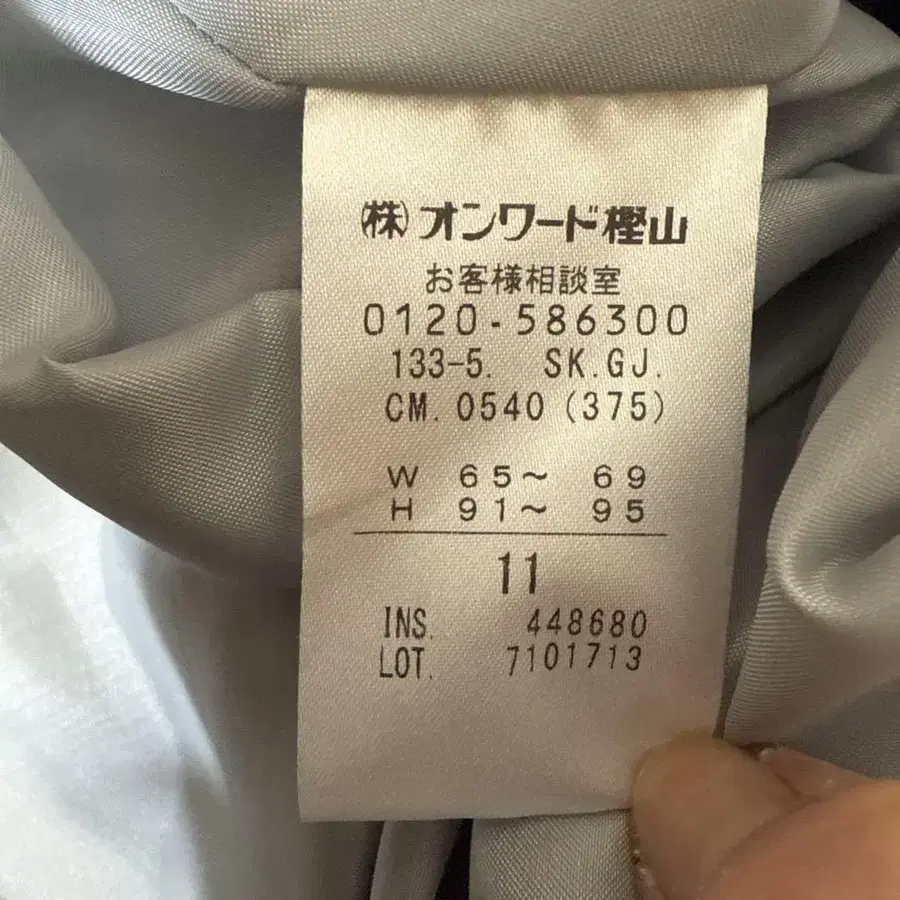 ㈱オンワード樫山
お客様相談室
0120-586300
133-5. SK.GJ.
CM.0540(375)
W 65～ 69
H 91～ 95
11
INS. 448680
LOT. 7101713